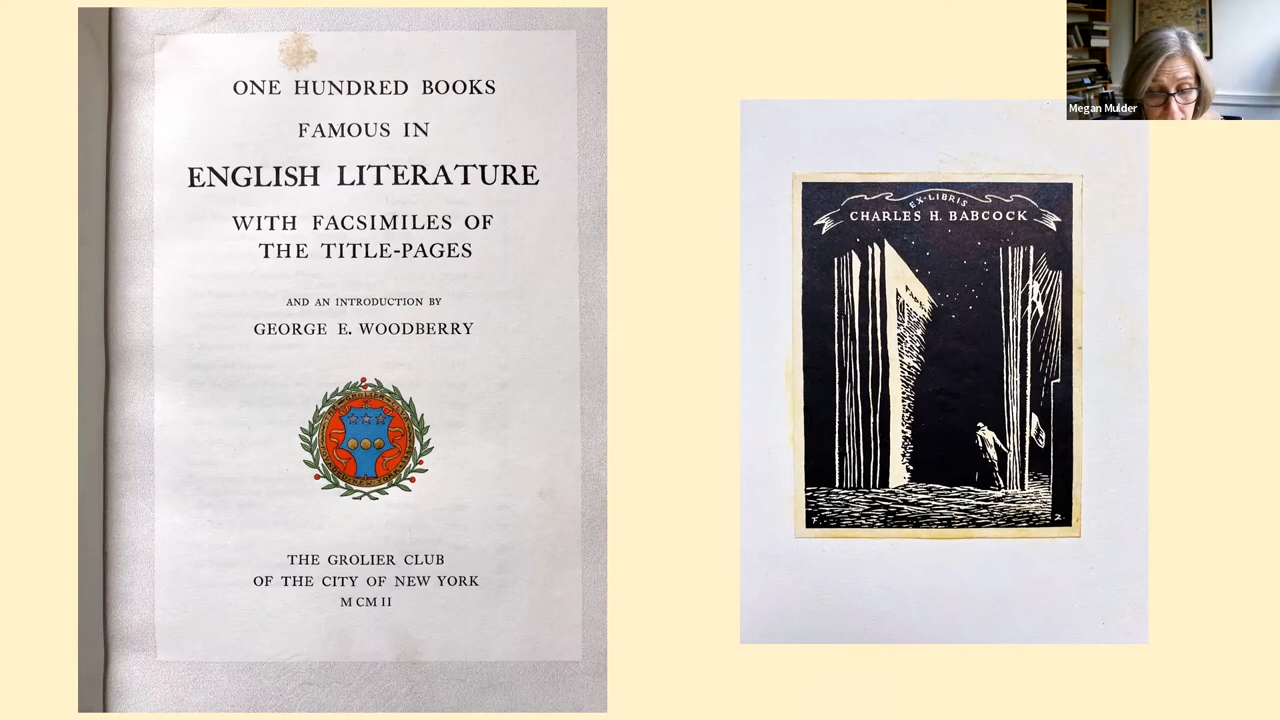 ONE HUNDRED BOOKS
FAMOUS IN
ENGLISH LITERATURE
WITH FACSIMILES OF
THE TITLE-PAGES
AND AN INTRODUCTION BY
GEORGE E. WOODBERRY
THE GROLIER CLUB
OF THE CITY OF NEW YORK
MCMII
EX-LIBRIS
CHARLES H. BABCOCK
F.
Z.
Megan Mulder